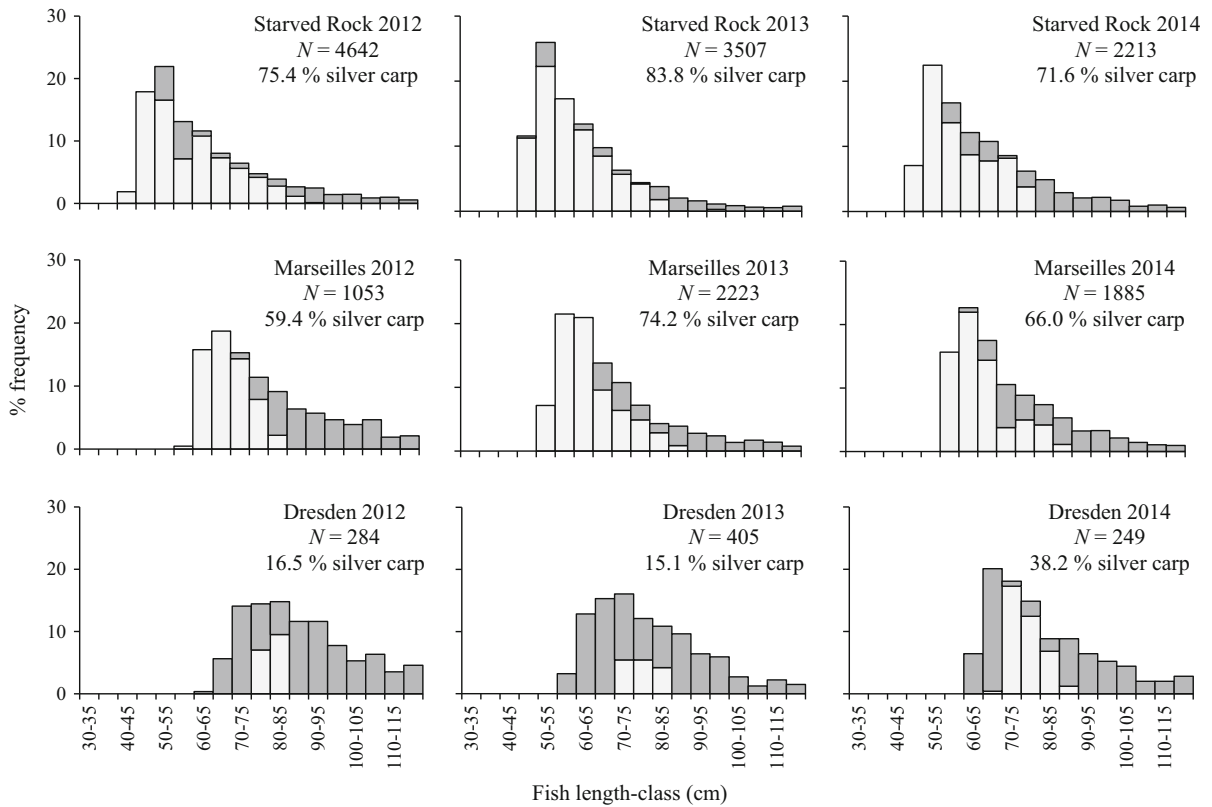 % frequency
30
20
10
0
Starved Rock 2012
N = 4642
75.4 % silver carp
Starved Rock 2013
N = 3507
83.8 % silver carp
Starved Rock 2014
N = 2213
71.6 % silver carp
30
20
10
0
Marseilles 2012
N = 1053
59.4 % silver carp
Marseilles 2013
N = 2223
74.2 % silver carp
Marseilles 2014
N = 1885
66.0 % silver carp
30
20
10
0
Dresden 2012
N = 284
16.5 % silver carp
Dresden 2013
N = 405
15.1 % silver carp
Dresden 2014
N = 249
38.2 % silver carp
30-35
40-45
50-55
60-65
70-75
80-85
90-95
100-105
110-115
30-35
40-45
50-55
60-65
70-75
80-85
90-95
100-105
110-115
30-35
40-45
50-55
60-65
70-75
80-85
90-95
100-105
110-115
Fish length-class (cm)